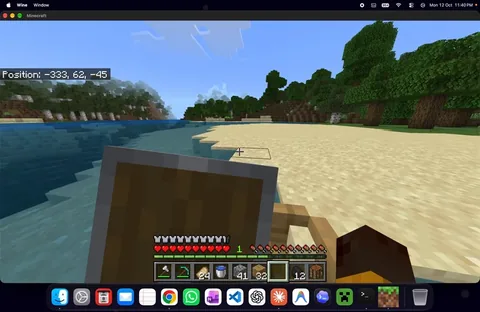 Wine Window
Mon 12 Oct 11:40 PM
Minecraft
Position: -333, 62, -45
1
24 41 32 12